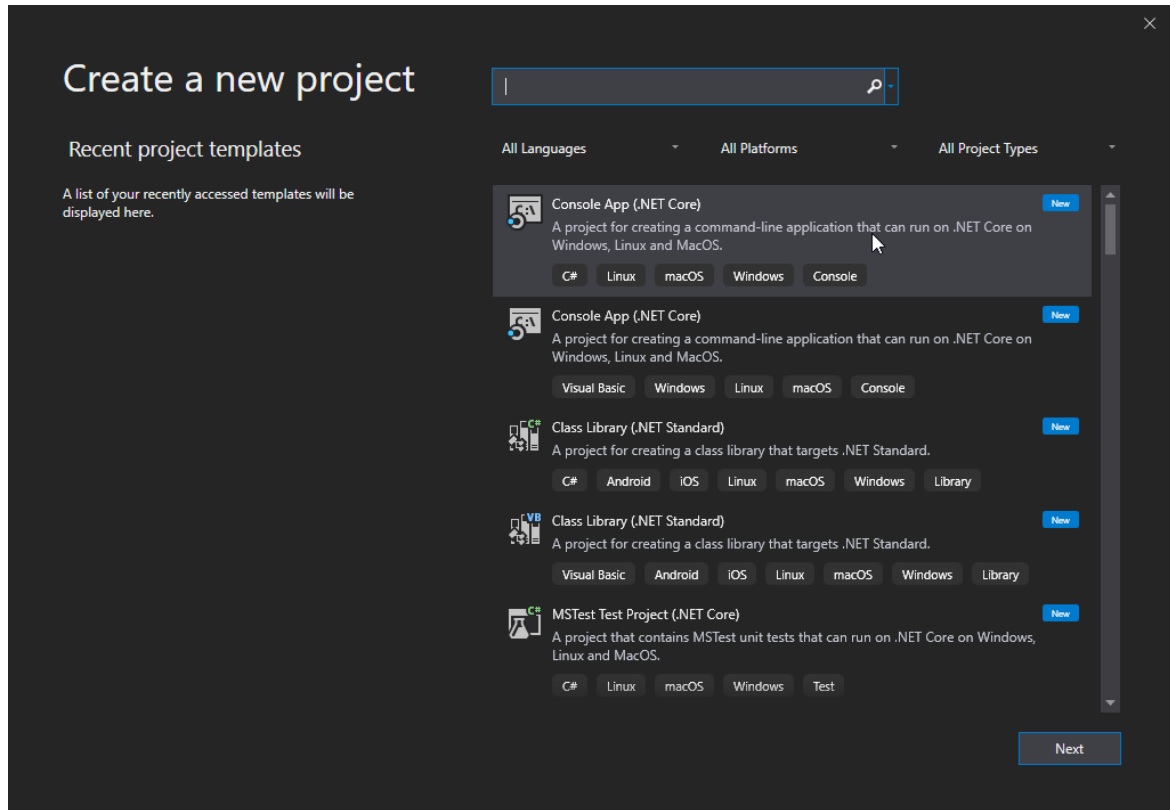 Create a new project
Recent project templates
A list of your recently accessed templates will be
displayed here.
All Languages All Platforms All Project Types
Console App (.NET Core) New
A project for creating a command-line application that can run on .NET Core on
Windows, Linux and MacOS.
C# Linux macOS Windows Console
Console App (.NET Core) New
A project for creating a command-line application that can run on .NET Core on
Windows, Linux and MacOS.
Visual Basic Windows Linux macOS Console
C#
Class Library (.NET Standard) New
A project for creating a class library that targets .NET Standard.
C# Android iOS Linux macOS Windows Library
VB
Class Library (.NET Standard) New
A project for creating a class library that targets .NET Standard.
Visual Basic Android iOS Linux macOS Windows Library
C#
MSTest Test Project (.NET Core) New
A project that contains MSTest unit tests that can run on .NET Core on Windows,
Linux and MacOS.
C# Linux macOS Windows Test
Next